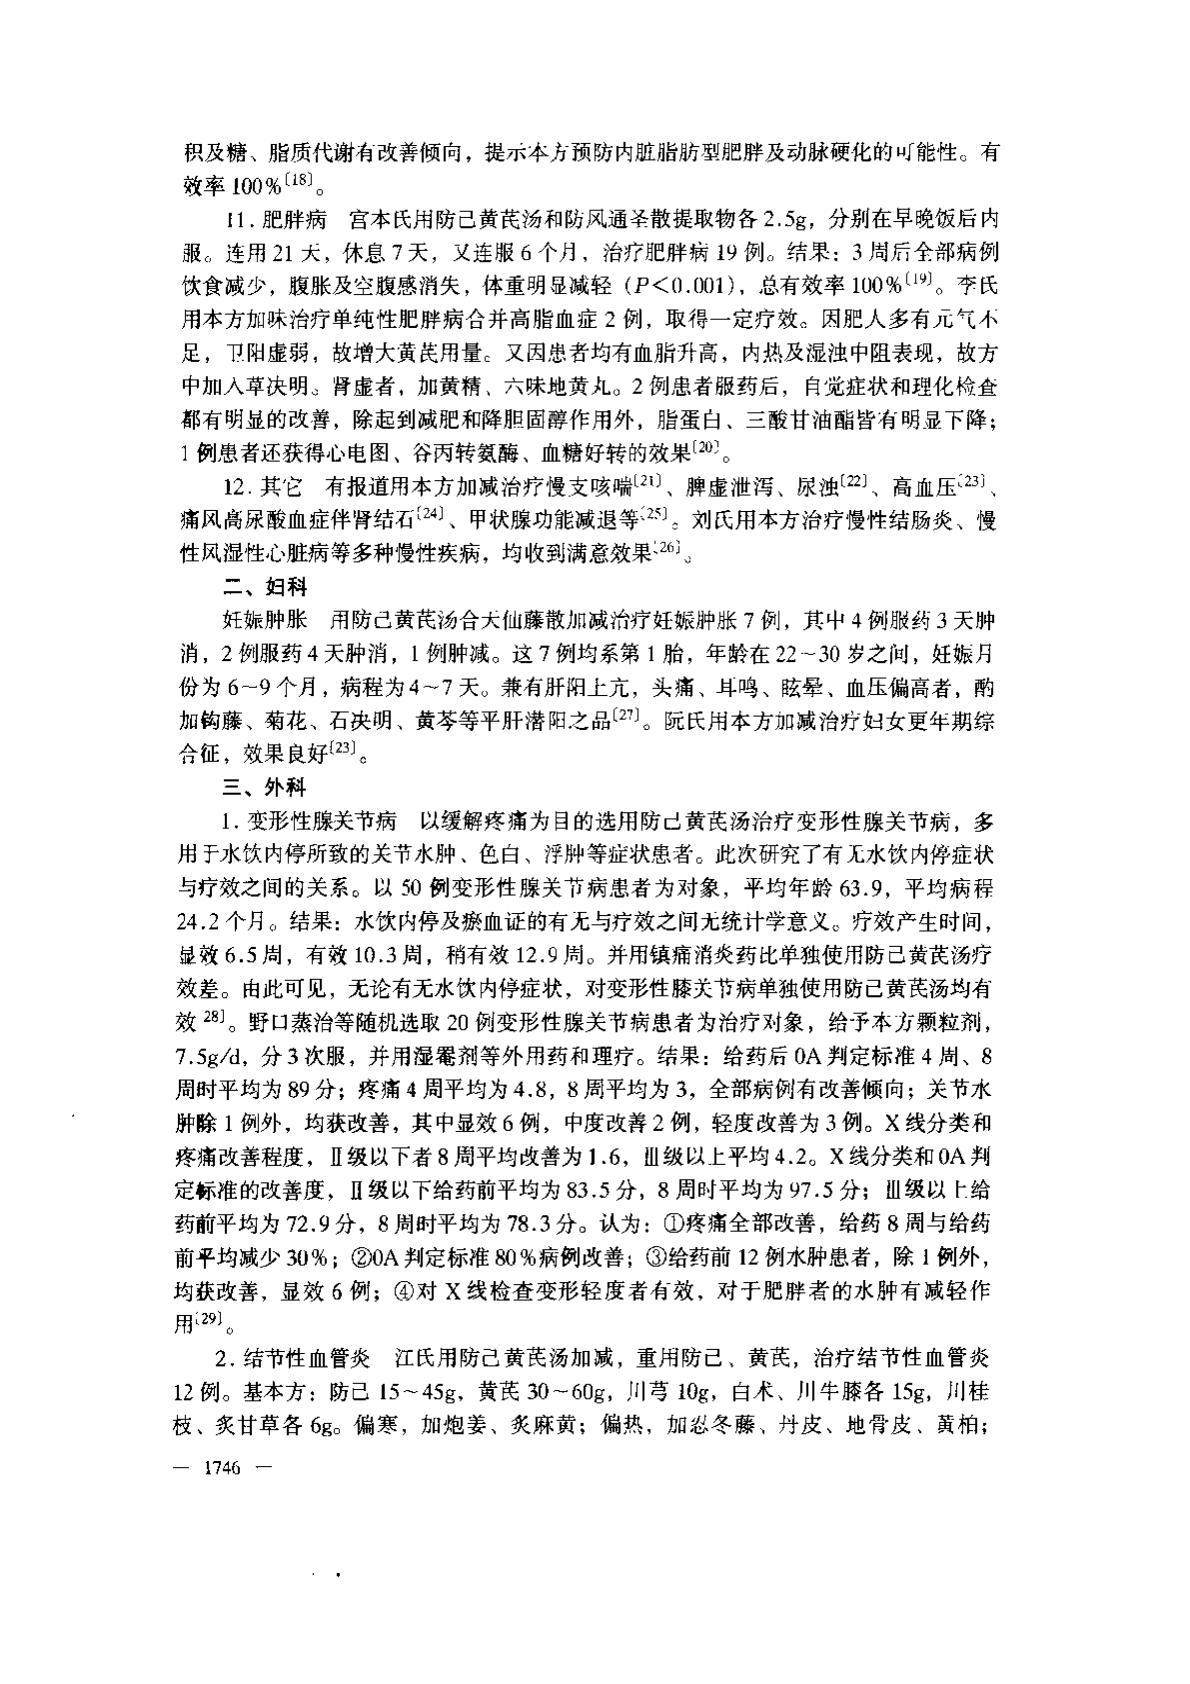 积及糖、脂质代谢有改善倾向，提示本方预防内脏脂肪型肥胖及动脉硬化的可能性。有
效率 100%〔18〕。
11. 肥胖病　宫本氏用防己黄芪汤和防风通圣散提取物各 2.5g，分别在早晚饭后内
服。连用 21 天，休息 7 天，又连服 6 个月，治疗肥胖病 19 例。结果：3 周后全部病例
饮食减少，腹胀及空腹感消失，体重明显减轻（P＜0.001），总有效率 100%〔19〕。李氏
用本方加味治疗单纯性肥胖病合并高脂血症 2 例，取得一定疗效。因肥人多有元气不
足，卫阳虚弱，故增大黄芪用量。又因患者均有血脂升高，内热及湿浊中阻表现，故方
中加入草决明。肾虚者，加黄精、六味地黄丸。2 例患者服药后，自觉症状和理化检查
都有明显的改善，除起到减肥和降胆固醇作用外，脂蛋白、三酸甘油酯皆有明显下降；
1 例患者还获得心电图、谷丙转氨酶、血糖好转的效果〔20〕。
12. 其它　有报道用本方加减治疗慢支咳喘〔21〕、脾虚泄泻、尿浊〔22〕、高血压〔23〕、
痛风高尿酸血症伴肾结石〔24〕、甲状腺功能减退等〔25〕。刘氏用本方治疗慢性结肠炎、慢
性风湿性心脏病等多种慢性疾病，均收到满意效果〔26〕。
二、妇科
妊娠肿胀　用防己黄芪汤合天仙藤散加减治疗妊娠肿胀 7 例，其中 4 例服药 3 天肿
消，2 例服药 4 天肿消，1 例肿减。这 7 例均系第 1 胎，年龄在 22～30 岁之间，妊娠月
份为 6～9 个月，病程为 4～7 天。兼有肝阳上亢，头痛、耳鸣、眩晕、血压偏高者，酌
加钩藤、菊花、石决明、黄芩等平肝潜阳之品〔27〕。阮氏用本方加减治疗妇女更年期综
合征，效果良好〔23〕。
三、外科
1. 变形性腺关节病　以缓解疼痛为目的选用防己黄芪汤治疗变形性腺关节病，多
用于水饮内停所致的关节水肿、色白、浮肿等症状患者。此次研究了有无水饮内停症状
与疗效之间的关系。以 50 例变形性腺关节病患者为对象，平均年龄 63.9，平均病程
24.2 个月。结果：水饮内停及瘀血证的有无与疗效之间无统计学意义。疗效产生时间，
显效 6.5 周，有效 10.3 周，稍有效 12.9 周。并用镇痛消炎药比单独使用防己黄芪汤疗
效差。由此可见，无论有无水饮内停症状，对变形性膝关节病单独使用防己黄芪汤均有
效 28〕。野口蒸治等随机选取 20 例变形性腺关节病患者为治疗对象，给予本方颗粒剂，
7.5g/d，分 3 次服，并用湿罨剂等外用药和理疗。结果：给药后 0A 判定标准 4 周、8
周时平均为 89 分；疼痛 4 周平均为 4.8，8 周平均为 3，全部病例有改善倾向；关节水
肿除 1 例外，均获改善，其中显效 6 例，中度改善 2 例，轻度改善为 3 例。X 线分类和
疼痛改善程度，Ⅱ级以下者 8 周平均改善为 1.6，Ⅲ级以上平均 4.2。X 线分类和 0A 判
定标准的改善度，Ⅱ级以下给药前平均为 83.5 分，8 周时平均为 97.5 分；Ⅲ级以上给
药前平均为 72.9 分，8 周时平均为 78.3 分。认为：①疼痛全部改善，给药 8 周与给药
前平均减少 30%；②0A 判定标准 80%病例改善；③给药前 12 例水肿患者，除 1 例外，
均获改善，显效 6 例；④对 X 线检查变形轻度者有效，对于肥胖者的水肿有减轻作
用〔29〕。
2. 结节性血管炎　江氏用防己黄芪汤加减，重用防己、黄芪，治疗结节性血管炎
12 例。基本方：防己 15～45g，黄芪 30～60g，川芎 10g，白术、川牛膝各 15g，川桂
枝、炙甘草各 6g。偏寒，加炮姜、炙麻黄；偏热，加忍冬藤、丹皮、地骨皮、黄柏；
— 1746 —